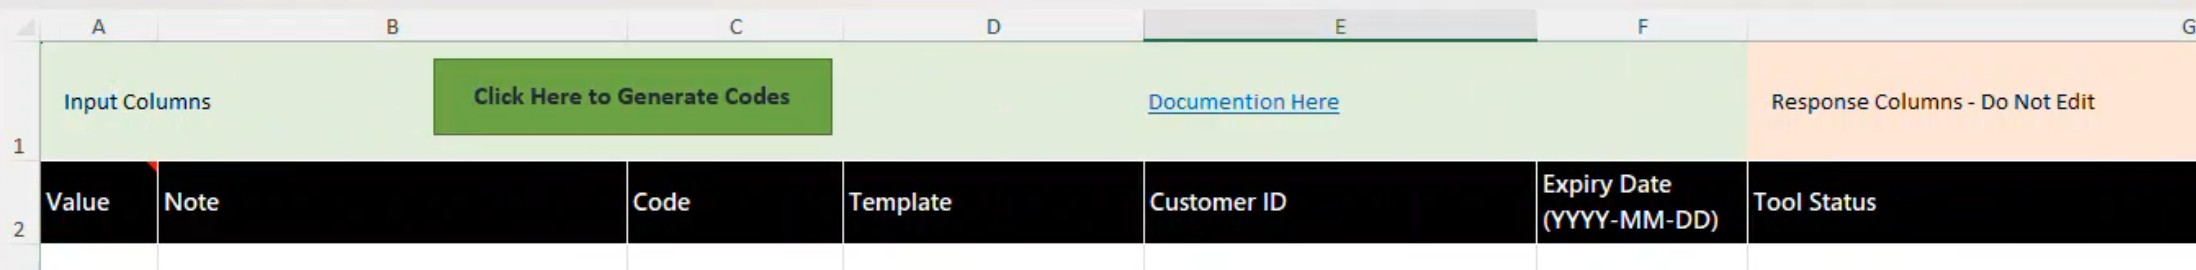 A B C D E F G
Input Columns Click Here to Generate Codes Documention Here Response Columns - Do Not Edit
1
Value Note Code Template Customer ID Expiry Date Tool Status
(YYYY-MM-DD)
2